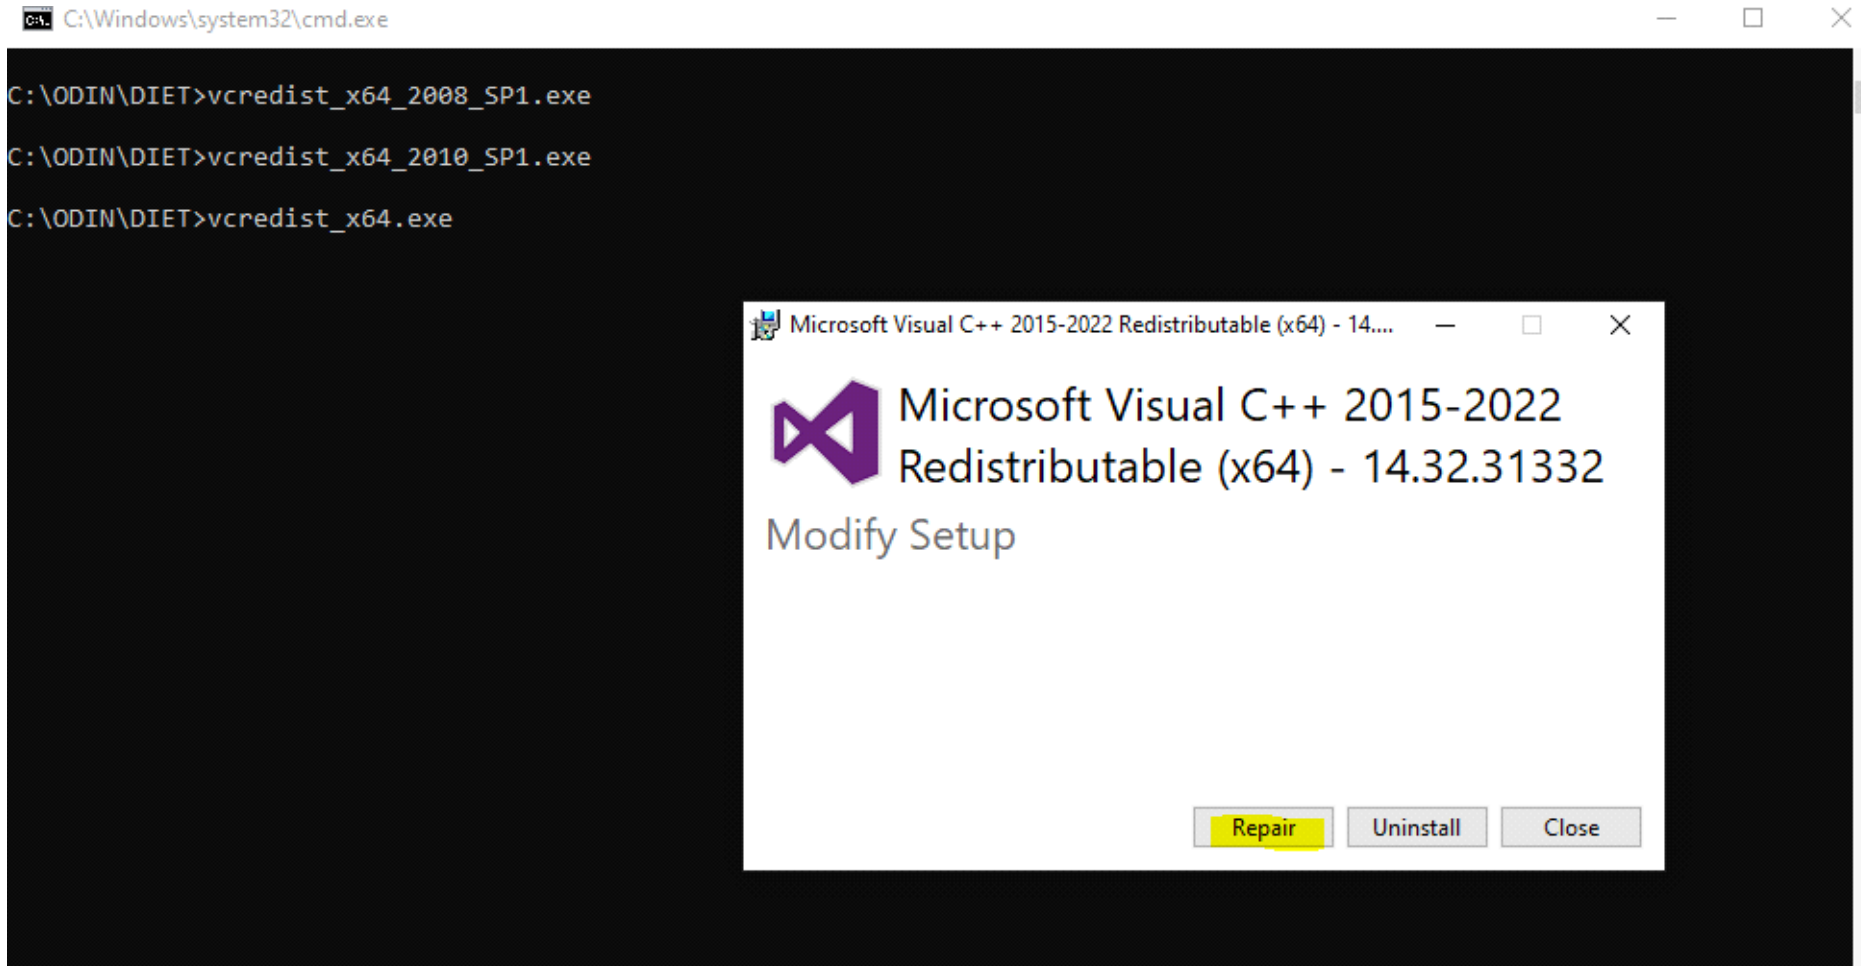 C:\Windows\system32\cmd.exe
C:\ODIN\DIET>vcredist_x64_2008_SP1.exe
C:\ODIN\DIET>vcredist_x64_2010_SP1.exe
C:\ODIN\DIET>vcredist_x64.exe
Microsoft Visual C++ 2015-2022 Redistributable (x64) - 14....
Microsoft Visual C++ 2015-2022
Redistributable (x64) - 14.32.31332
Modify Setup
Repair Uninstall Close